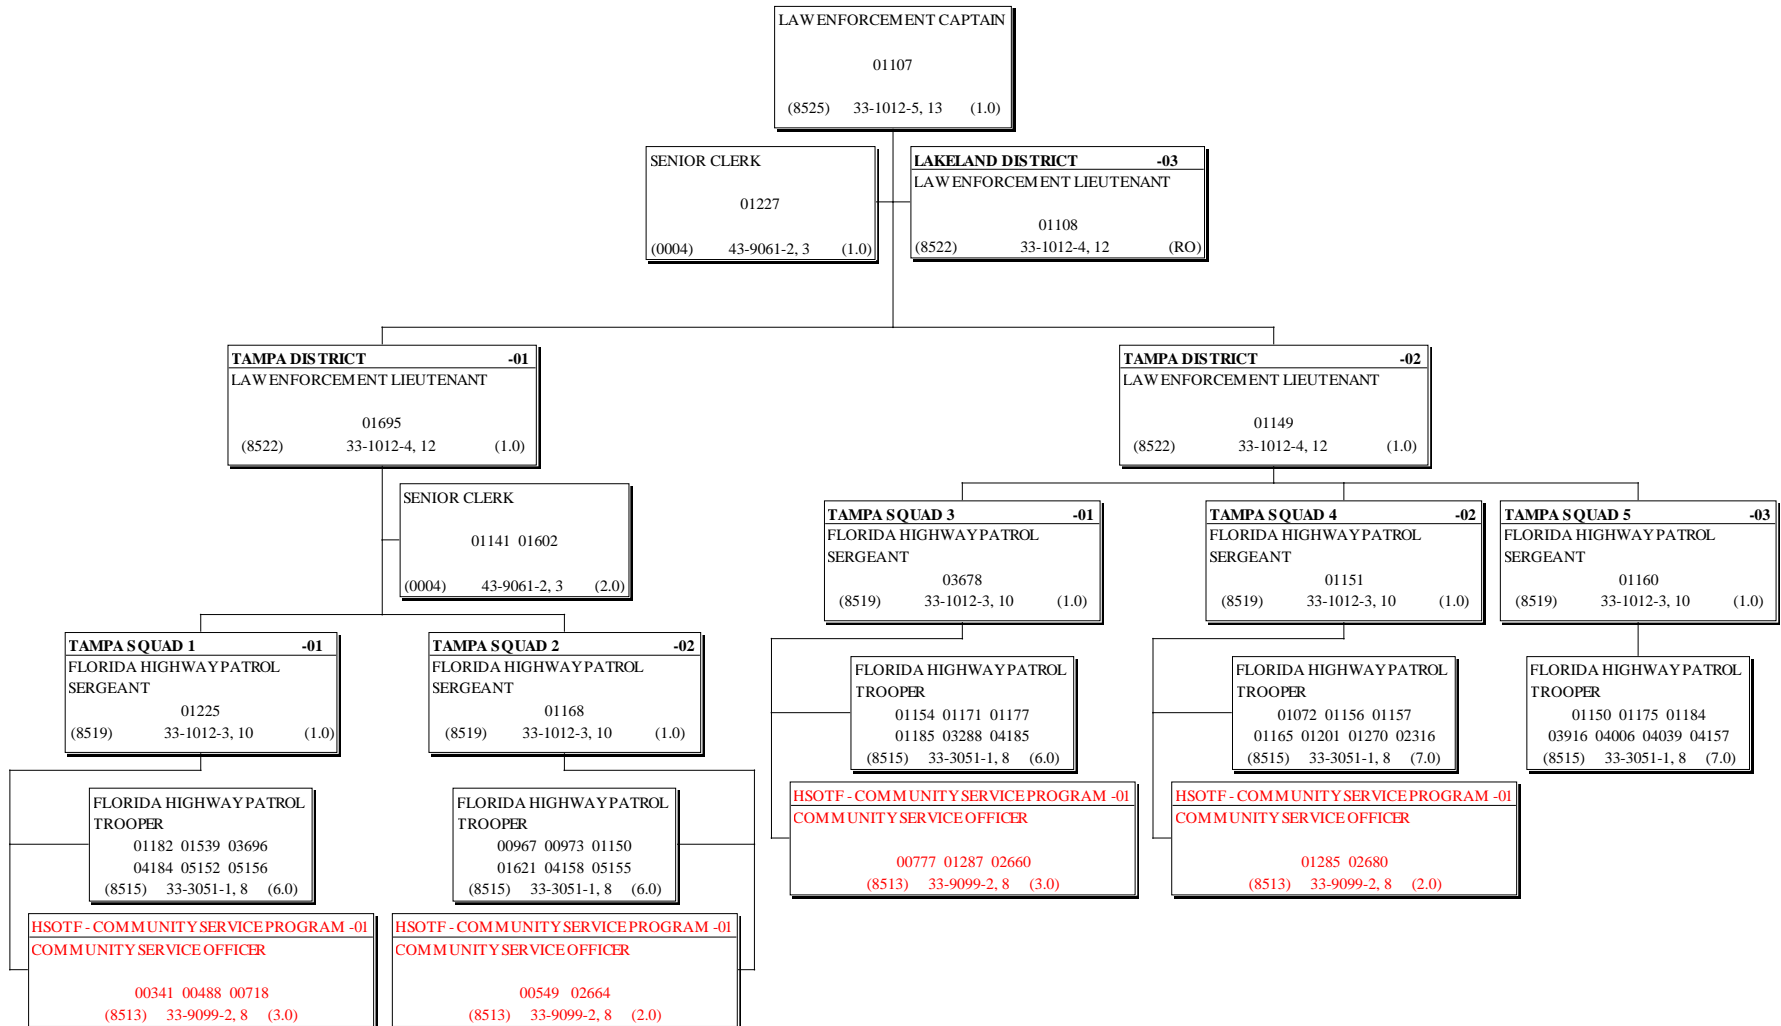 LAW ENFORCEMENT CAPTAIN
01107
(8525) 33-1012-5, 13 (1.0)
SENIOR CLERK
01227
(0004) 43-9061-2, 3 (1.0)
LAKELAND DISTRICT -03
LAW ENFORCEMENT LIEUTENANT
01108
(8522) 33-1012-4, 12 (RO)
TAMPA DISTRICT -01
LAW ENFORCEMENT LIEUTENANT
01695
(8522) 33-1012-4, 12 (1.0)
TAMPA DISTRICT -02
LAW ENFORCEMENT LIEUTENANT
01149
(8522) 33-1012-4, 12 (1.0)
SENIOR CLERK
01141 01602
(0004) 43-9061-2, 3 (2.0)
TAMPA SQUAD 3 -01
FLORIDA HIGHWAY PATROL
SERGEANT
03678
(8519) 33-1012-3, 10 (1.0)
TAMPA SQUAD 4 -02
FLORIDA HIGHWAY PATROL
SERGEANT
01151
(8519) 33-1012-3, 10 (1.0)
TAMPA SQUAD 5 -03
FLORIDA HIGHWAY PATROL
SERGEANT
01160
(8519) 33-1012-3, 10 (1.0)
TAMPA SQUAD 1 -01
FLORIDA HIGHWAY PATROL
SERGEANT
01225
(8519) 33-1012-3, 10 (1.0)
TAMPA SQUAD 2 -02
FLORIDA HIGHWAY PATROL
SERGEANT
01168
(8519) 33-1012-3, 10 (1.0)
FLORIDA HIGHWAY PATROL
TROOPER
01154 01171 01177
01185 03288 04185
(8515) 33-3051-1, 8 (6.0)
FLORIDA HIGHWAY PATROL
TROOPER
01072 01156 01157
01165 01201 01270 02316
(8515) 33-3051-1, 8 (7.0)
FLORIDA HIGHWAY PATROL
TROOPER
01150 01175 01184
03916 04006 04039 04157
(8515) 33-3051-1, 8 (7.0)
FLORIDA HIGHWAY PATROL
TROOPER
01182 01539 03696
04184 05152 05156
(8515) 33-3051-1, 8 (6.0)
FLORIDA HIGHWAY PATROL
TROOPER
00967 00973 01150
01621 04158 05155
(8515) 33-3051-1, 8 (6.0)
HSOTF - COMMUNITY SERVICE PROGRAM -01
COMMUNITY SERVICE OFFICER
00777 01287 02660
(8513) 33-9099-2, 8 (3.0)
HSOTF - COMMUNITY SERVICE PROGRAM -01
COMMUNITY SERVICE OFFICER
01285 02680
(8513) 33-9099-2, 8 (2.0)
HSOTF - COMMUNITY SERVICE PROGRAM -01
COMMUNITY SERVICE OFFICER
00341 00488 00718
(8513) 33-9099-2, 8 (3.0)
HSOTF - COMMUNITY SERVICE PROGRAM -01
COMMUNITY SERVICE OFFICER
00549 02664
(8513) 33-9099-2, 8 (2.0)